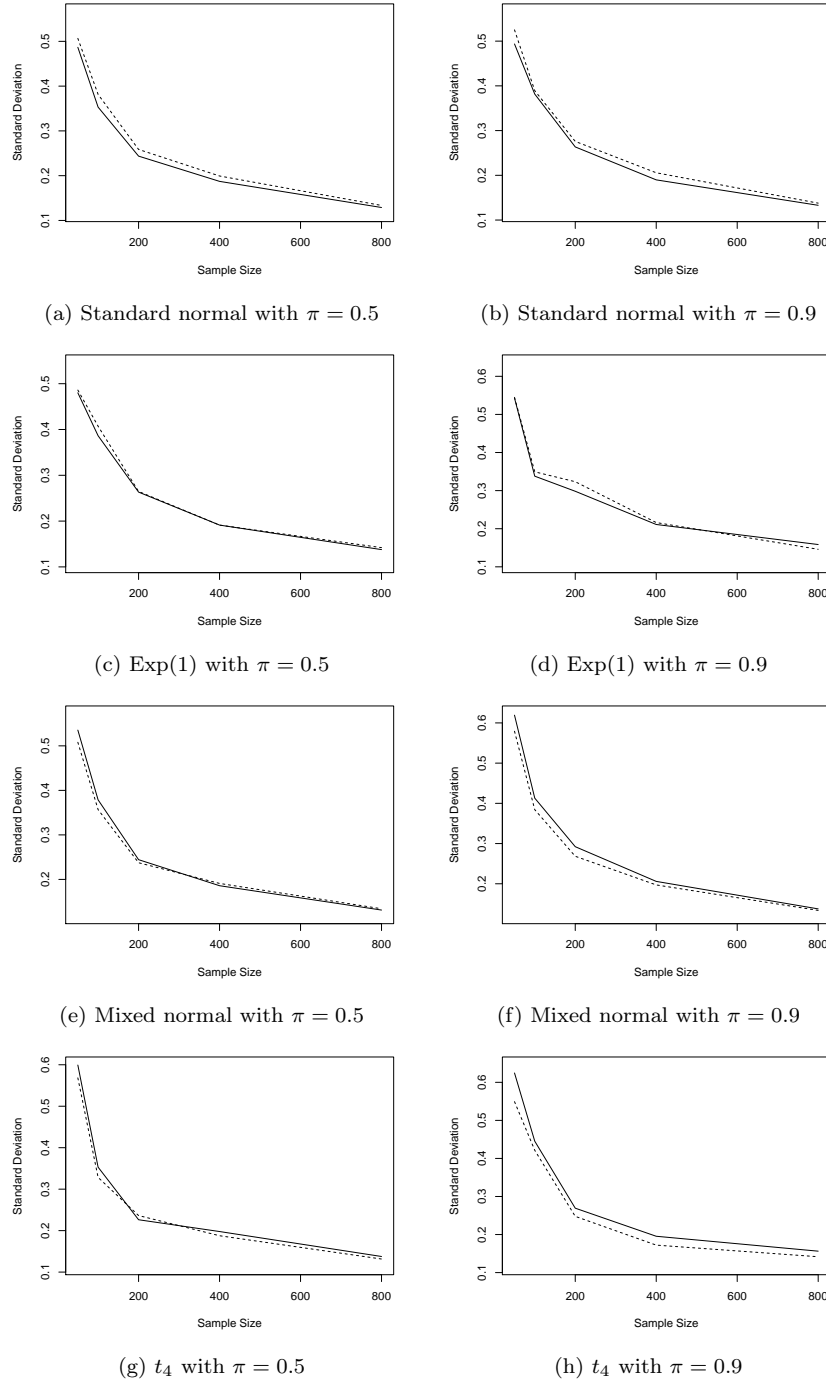 0.5
0.4
0.3
0.2
0.1
Standard Deviation
200 400 600 800
Sample Size
(a) Standard normal with π = 0.5
0.5
0.4
0.3
0.2
0.1
Standard Deviation
200 400 600 800
Sample Size
(b) Standard normal with π = 0.9
0.5
0.4
0.3
0.2
0.1
Standard Deviation
200 400 600 800
Sample Size
(c) Exp(1) with π = 0.5
0.6
0.5
0.4
0.3
0.2
0.1
Standard Deviation
200 400 600 800
Sample Size
(d) Exp(1) with π = 0.9
0.5
0.4
0.3
0.2
Standard Deviation
200 400 600 800
Sample Size
(e) Mixed normal with π = 0.5
0.6
0.5
0.4
0.3
0.2
Standard Deviation
200 400 600 800
Sample Size
(f) Mixed normal with π = 0.9
0.6
0.5
0.4
0.3
0.2
0.1
Standard Deviation
200 400 600 800
Sample Size
(g) t₄ with π = 0.5
0.6
0.5
0.4
0.3
0.2
0.1
Standard Deviation
200 400 600 800
Sample Size
(h) t₄ with π = 0.9